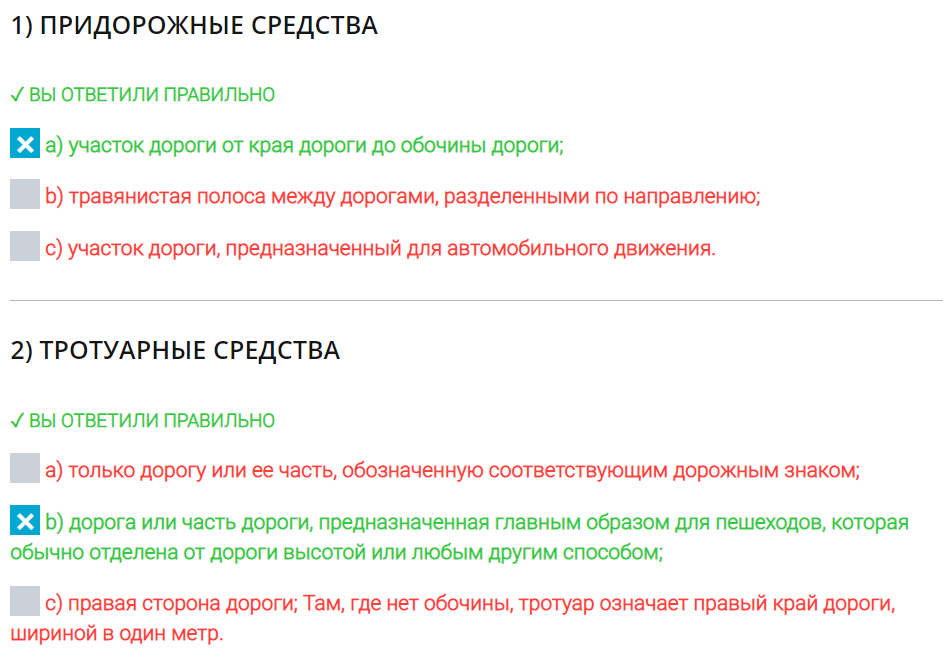 1) ПРИДОРОЖНЫЕ СРЕДСТВА
✓ ВЫ ОТВЕТИЛИ ПРАВИЛЬНО
a) участок дороги от края дороги до обочины дороги;
b) травянистая полоса между дорогами, разделенными по направлению;
c) участок дороги, предназначенный для автомобильного движения.
2) ТРОТУАРНЫЕ СРЕДСТВА
✓ ВЫ ОТВЕТИЛИ ПРАВИЛЬНО
a) только дорогу или ее часть, обозначенную соответствующим дорожным знаком;
b) дорога или часть дороги, предназначенная главным образом для пешеходов, которая
обычно отделена от дороги высотой или любым другим способом;
c) правая сторона дороги; Там, где нет обочины, тротуар означает правый край дороги,
шириной в один метр.